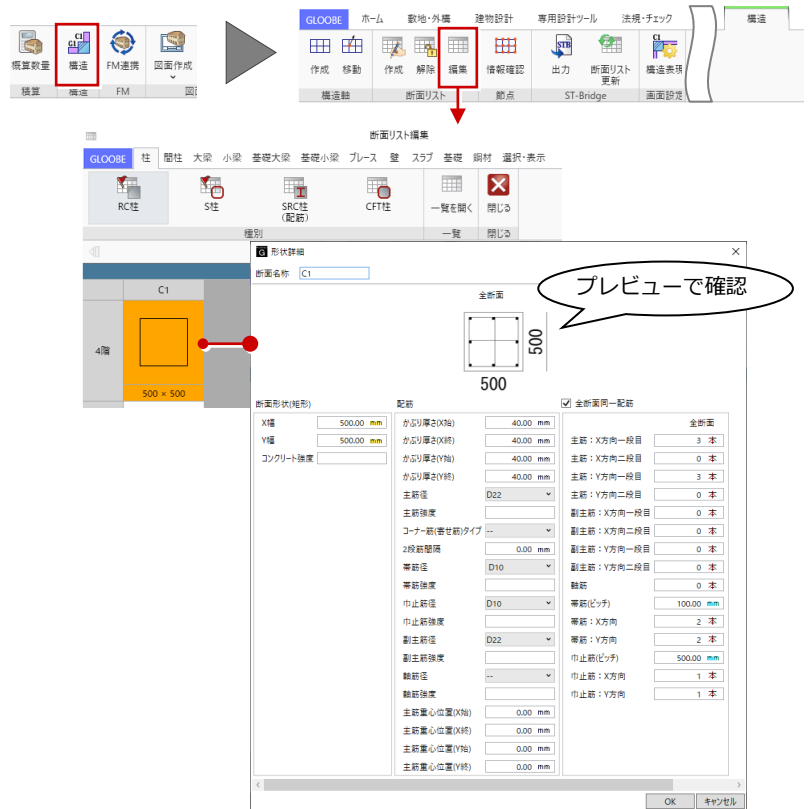 概算数量
構造
FM連携
図面作成
積算
構造
FM
図
GLOOBE
ホーム
敷地・外構
建物設計
専用設計ツール
法規・チェック
構造
作成
移動
作成
解除
編集
情報確認
出力
断面リスト
更新
構造表現
構造軸
断面リスト
節点
ST-Bridge
画面設定
断面リスト編集
GLOOBE
柱
間柱
大梁
小梁
基礎大梁
基礎小梁
ブレース
壁
スラブ
基礎
鋼材
選択・表示
RC柱
S柱
SRC柱
(配筋)
CFT柱
一覧を開く
閉じる
種別
一覧
閉じる
C1
4階
500 × 500
形状詳細
断面名称 C1
プレビューで確認
全断面
500
500
断面形状(矩形)
X幅 500.00 mm
Y幅 500.00 mm
コンクリート強度
配筋
かぶり厚さ(X始) 40.00 mm
かぶり厚さ(X終) 40.00 mm
かぶり厚さ(Y始) 40.00 mm
かぶり厚さ(Y終) 40.00 mm
主筋径 D22
主筋強度
コーナー筋(寄せ筋)タイプ --
2段筋間隔 0.00 mm
帯筋径 D10
帯筋強度
巾止筋径 D10
巾止筋強度
副主筋径 D22
副主筋強度
軸筋径 --
軸筋強度
主筋重心位置(X始) 0.00 mm
主筋重心位置(X終) 0.00 mm
主筋重心位置(Y始) 0.00 mm
主筋重心位置(Y終) 0.00 mm
全断面同一配筋
全断面
主筋：X方向一段目 3 本
主筋：X方向二段目 0 本
主筋：Y方向一段目 3 本
主筋：Y方向二段目 0 本
副主筋：X方向一段目 0 本
副主筋：X方向二段目 0 本
副主筋：Y方向一段目 0 本
副主筋：Y方向二段目 0 本
軸筋 0 本
帯筋(ピッチ) 100.00 mm
帯筋：X方向 2 本
帯筋：Y方向 2 本
巾止筋(ピッチ) 500.00 mm
巾止筋：X方向 1 本
巾止筋：Y方向 1 本
OK
キャンセル